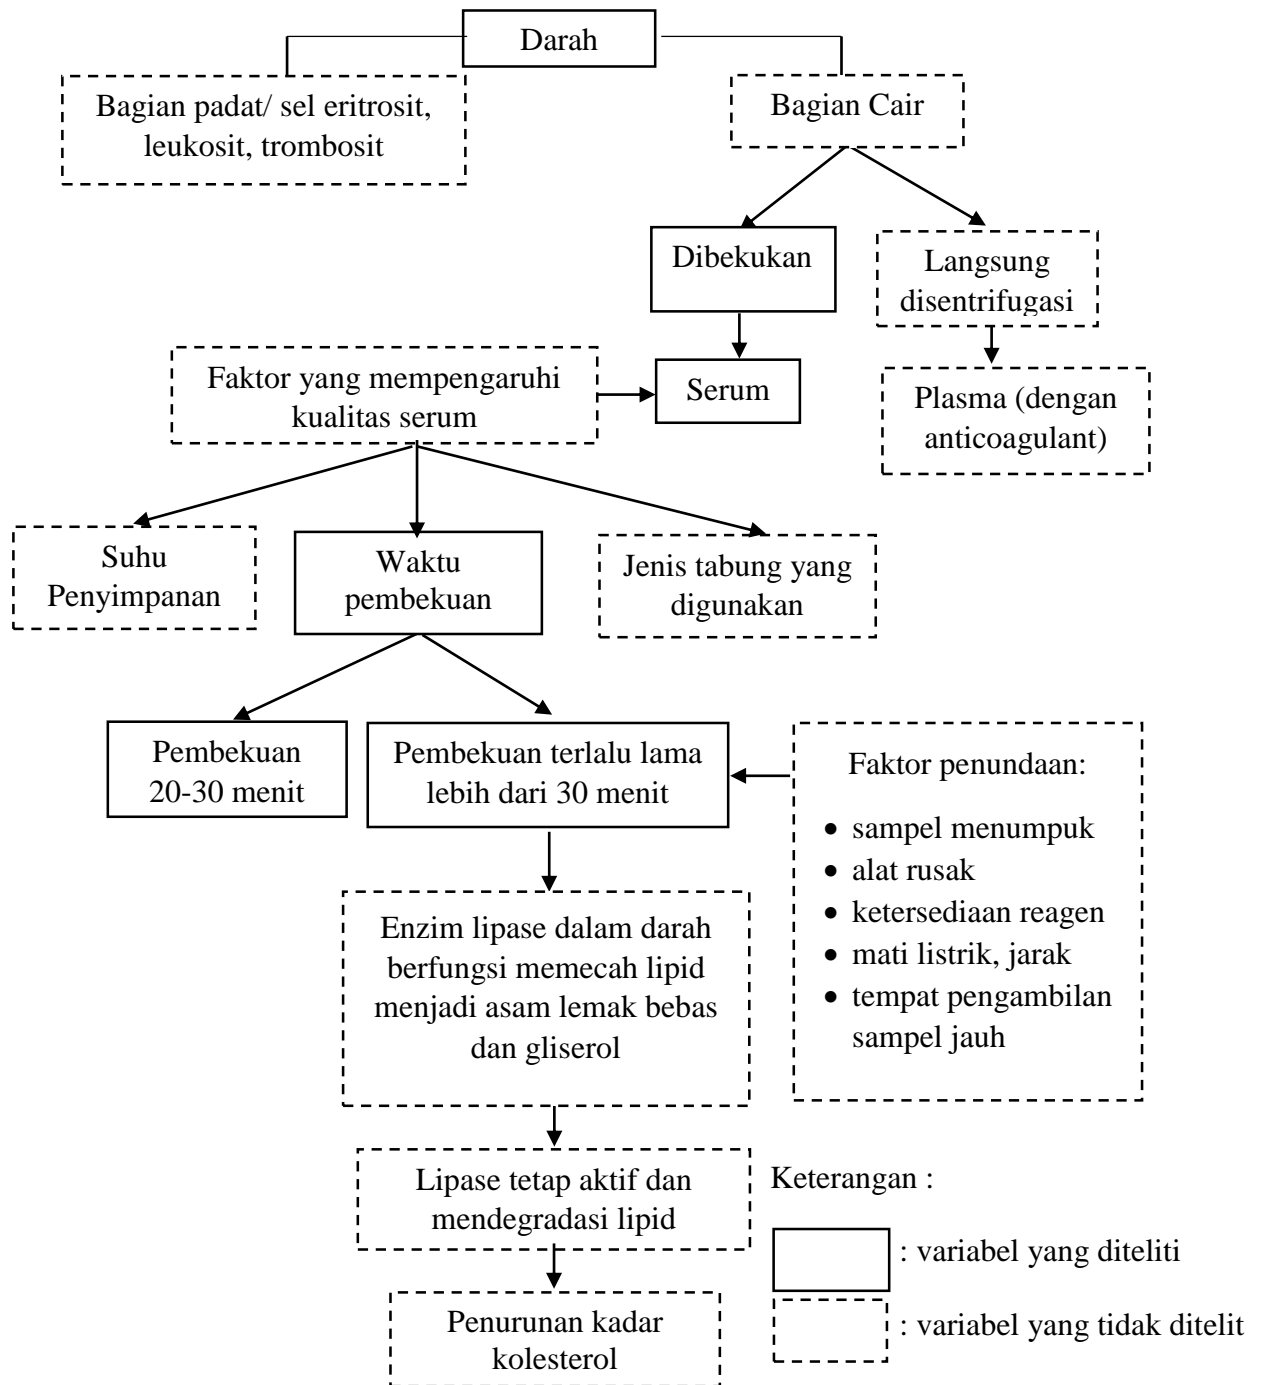 Darah
Bagian padat/ sel eritrosit,
leukosit, trombosit
Bagian Cair
Dibekukan
Langsung
disentrifugasi
Faktor yang mempengaruhi
kualitas serum
Serum
Plasma (dengan
anticoagulant)
Suhu
Penyimpanan
Waktu
pembekuan
Jenis tabung yang
digunakan
Pembekuan
20-30 menit
Pembekuan terlalu lama
lebih dari 30 menit
Faktor penundaan:
• sampel menumpuk
• alat rusak
• ketersediaan reagen
• mati listrik, jarak
• tempat pengambilan
sampel jauh
Enzim lipase dalam darah
berfungsi memecah lipid
menjadi asam lemak bebas
dan gliserol
Lipase tetap aktif dan
mendegradasi lipid
Penurunan kadar
kolesterol
Keterangan :
: variabel yang diteliti
: variabel yang tidak ditelit